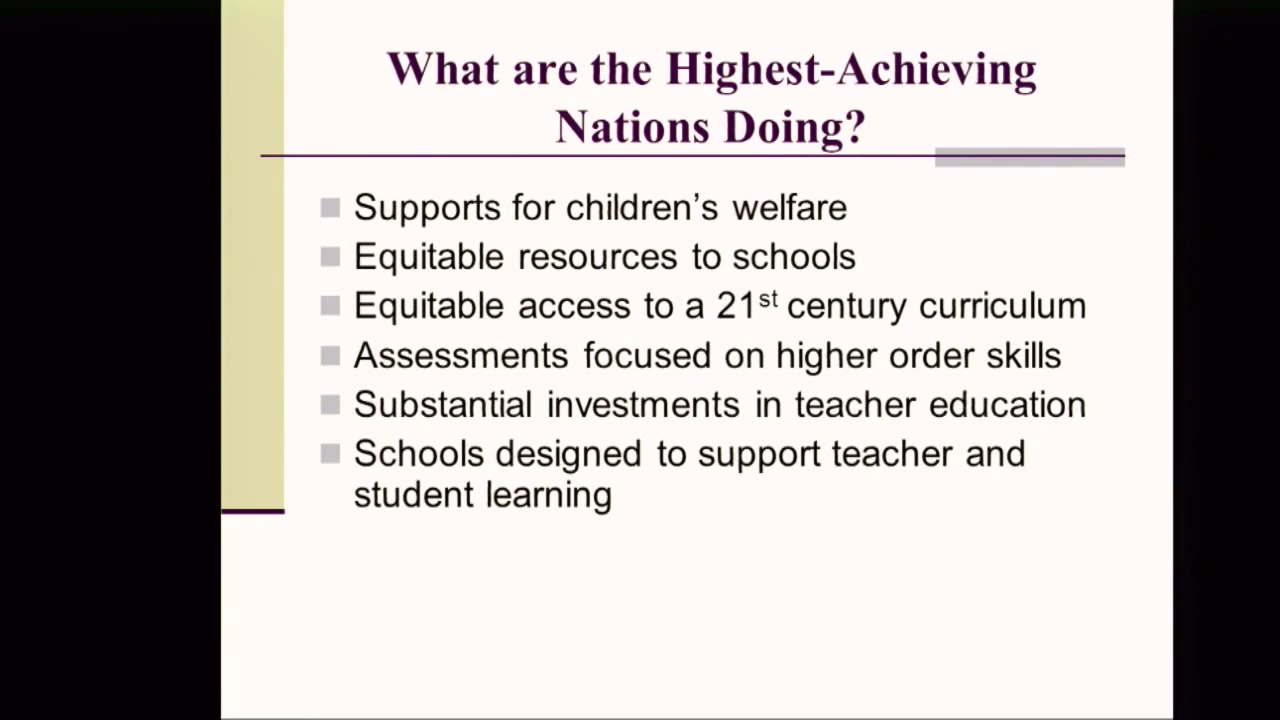 What are the Highest-Achieving
Nations Doing?
Supports for children’s welfare
Equitable resources to schools
Equitable access to a 21st century curriculum
Assessments focused on higher order skills
Substantial investments in teacher education
Schools designed to support teacher and
student learning